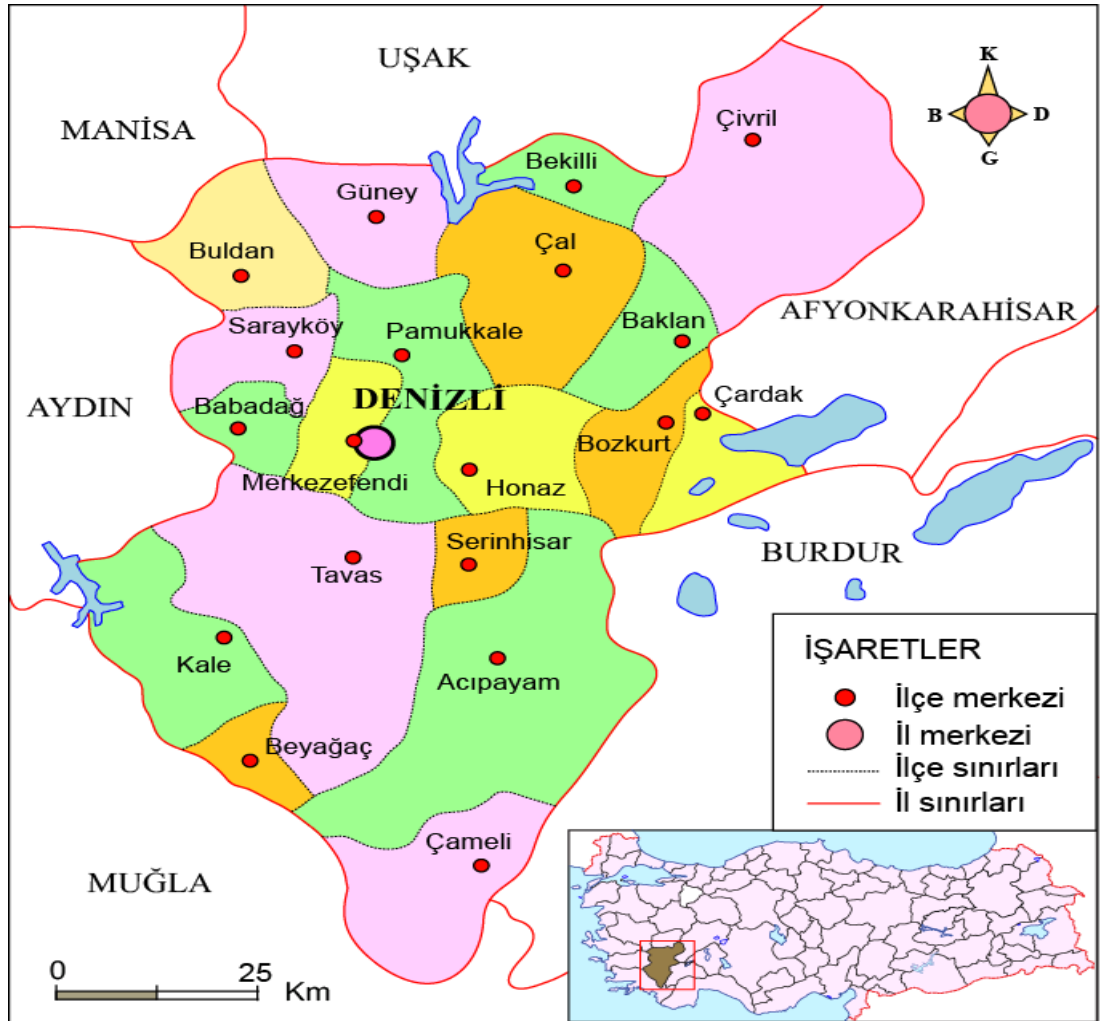 UŞAK
K
B
D
G
MANİSA
Çivril
Bekilli
Güney
Çal
Buldan
AFYONKARAHİSAR
Sarayköy
Pamukkale
Baklan
DENİZLİ
AYDIN
Babadağ
Çardak
Bozkurt
Merkezefendi
Honaz
Serinhisar
BURDUR
Tavas
Kale
Acıpayam
Beyağaç
Çameli
MUĞLA
İŞARETLER
İlçe merkezi
İl merkezi
İlçe sınırları
İl sınırları
0
25
Km